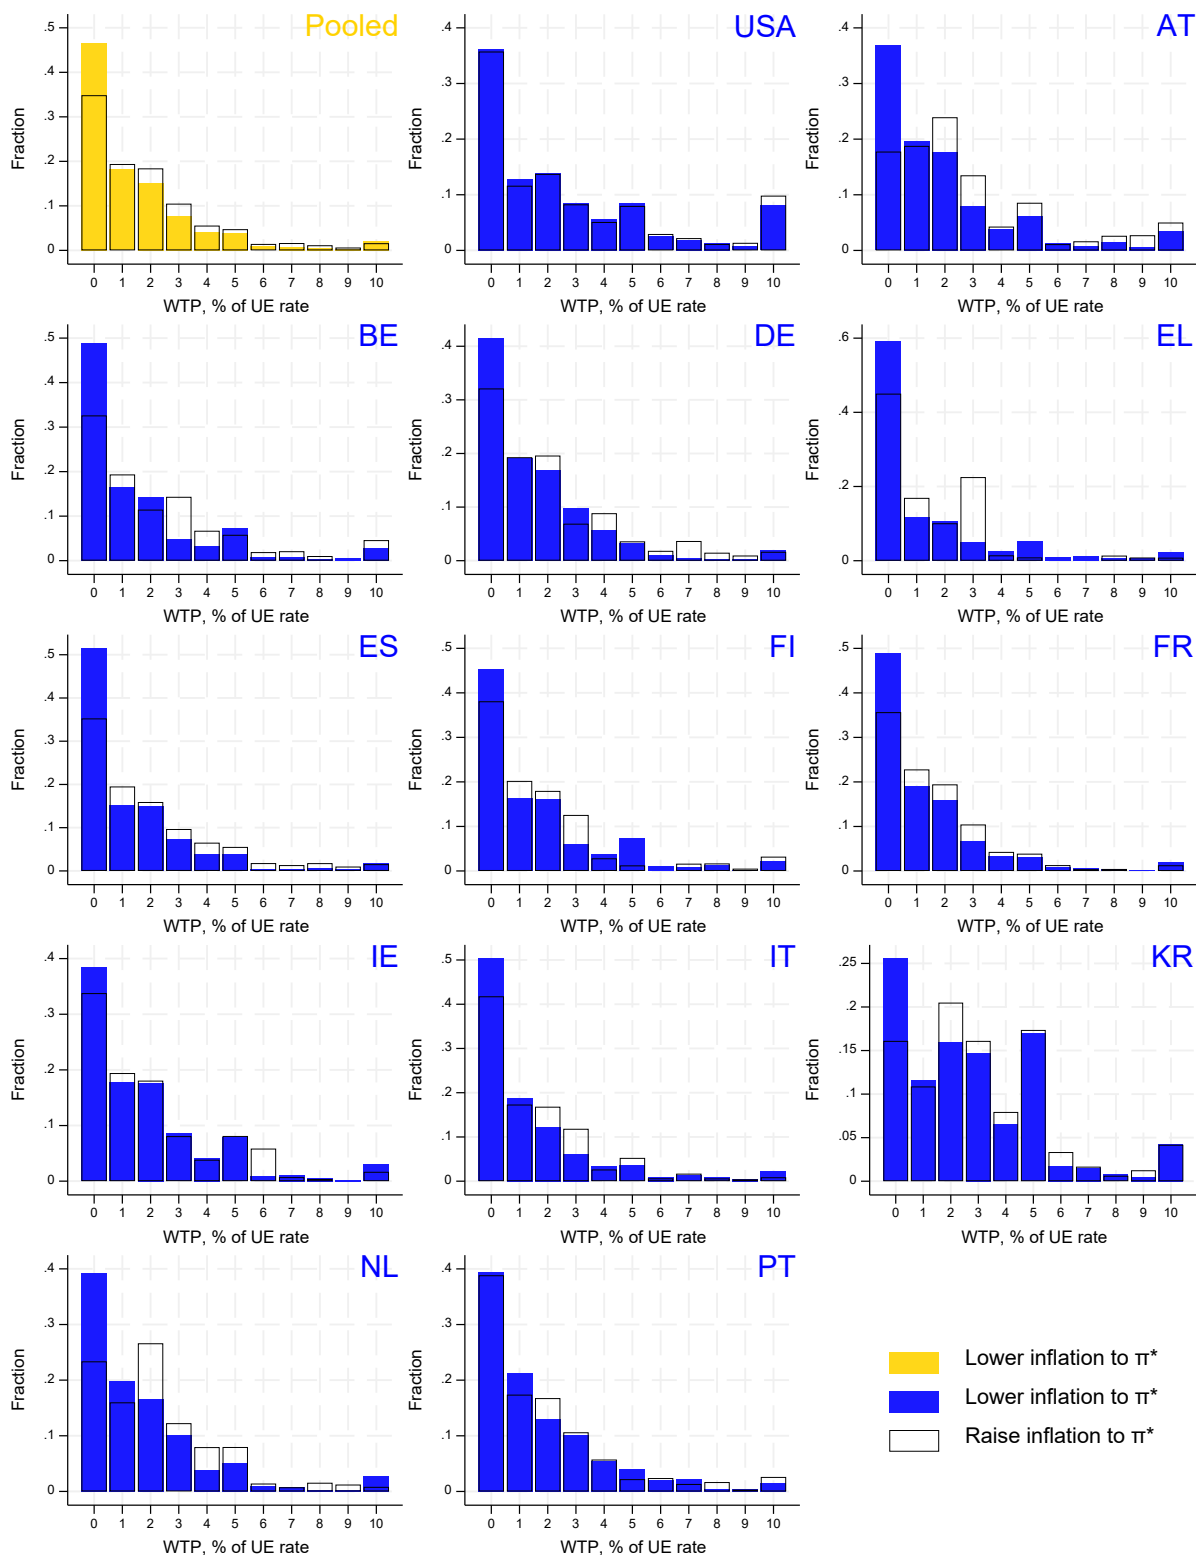 Pooled
.5
.4
.3
.2
.1
0
Fraction
0 1 2 3 4 5 6 7 8 9 10
WTP, % of UE rate
USA
.4
.3
.2
.1
0
Fraction
0 1 2 3 4 5 6 7 8 9 10
WTP, % of UE rate
AT
.4
.3
.2
.1
0
Fraction
0 1 2 3 4 5 6 7 8 9 10
WTP, % of UE rate
BE
.5
.4
.3
.2
.1
0
Fraction
0 1 2 3 4 5 6 7 8 9 10
WTP, % of UE rate
DE
.4
.3
.2
.1
0
Fraction
0 1 2 3 4 5 6 7 8 9 10
WTP, % of UE rate
EL
.6
.4
.2
0
Fraction
0 1 2 3 4 5 6 7 8 9 10
WTP, % of UE rate
ES
.5
.4
.3
.2
.1
0
Fraction
0 1 2 3 4 5 6 7 8 9 10
WTP, % of UE rate
FI
.5
.4
.3
.2
.1
0
Fraction
0 1 2 3 4 5 6 7 8 9 10
WTP, % of UE rate
FR
.5
.4
.3
.2
.1
0
Fraction
0 1 2 3 4 5 6 7 8 9 10
WTP, % of UE rate
IE
.4
.3
.2
.1
0
Fraction
0 1 2 3 4 5 6 7 8 9 10
WTP, % of UE rate
IT
.5
.4
.3
.2
.1
0
Fraction
0 1 2 3 4 5 6 7 8 9 10
WTP, % of UE rate
KR
.25
.2
.15
.1
.05
0
Fraction
0 1 2 3 4 5 6 7 8 9 10
WTP, % of UE rate
NL
.4
.3
.2
.1
0
Fraction
0 1 2 3 4 5 6 7 8 9 10
WTP, % of UE rate
PT
.4
.3
.2
.1
0
Fraction
0 1 2 3 4 5 6 7 8 9 10
WTP, % of UE rate
Lower inflation to π*
Lower inflation to π*
Raise inflation to π*